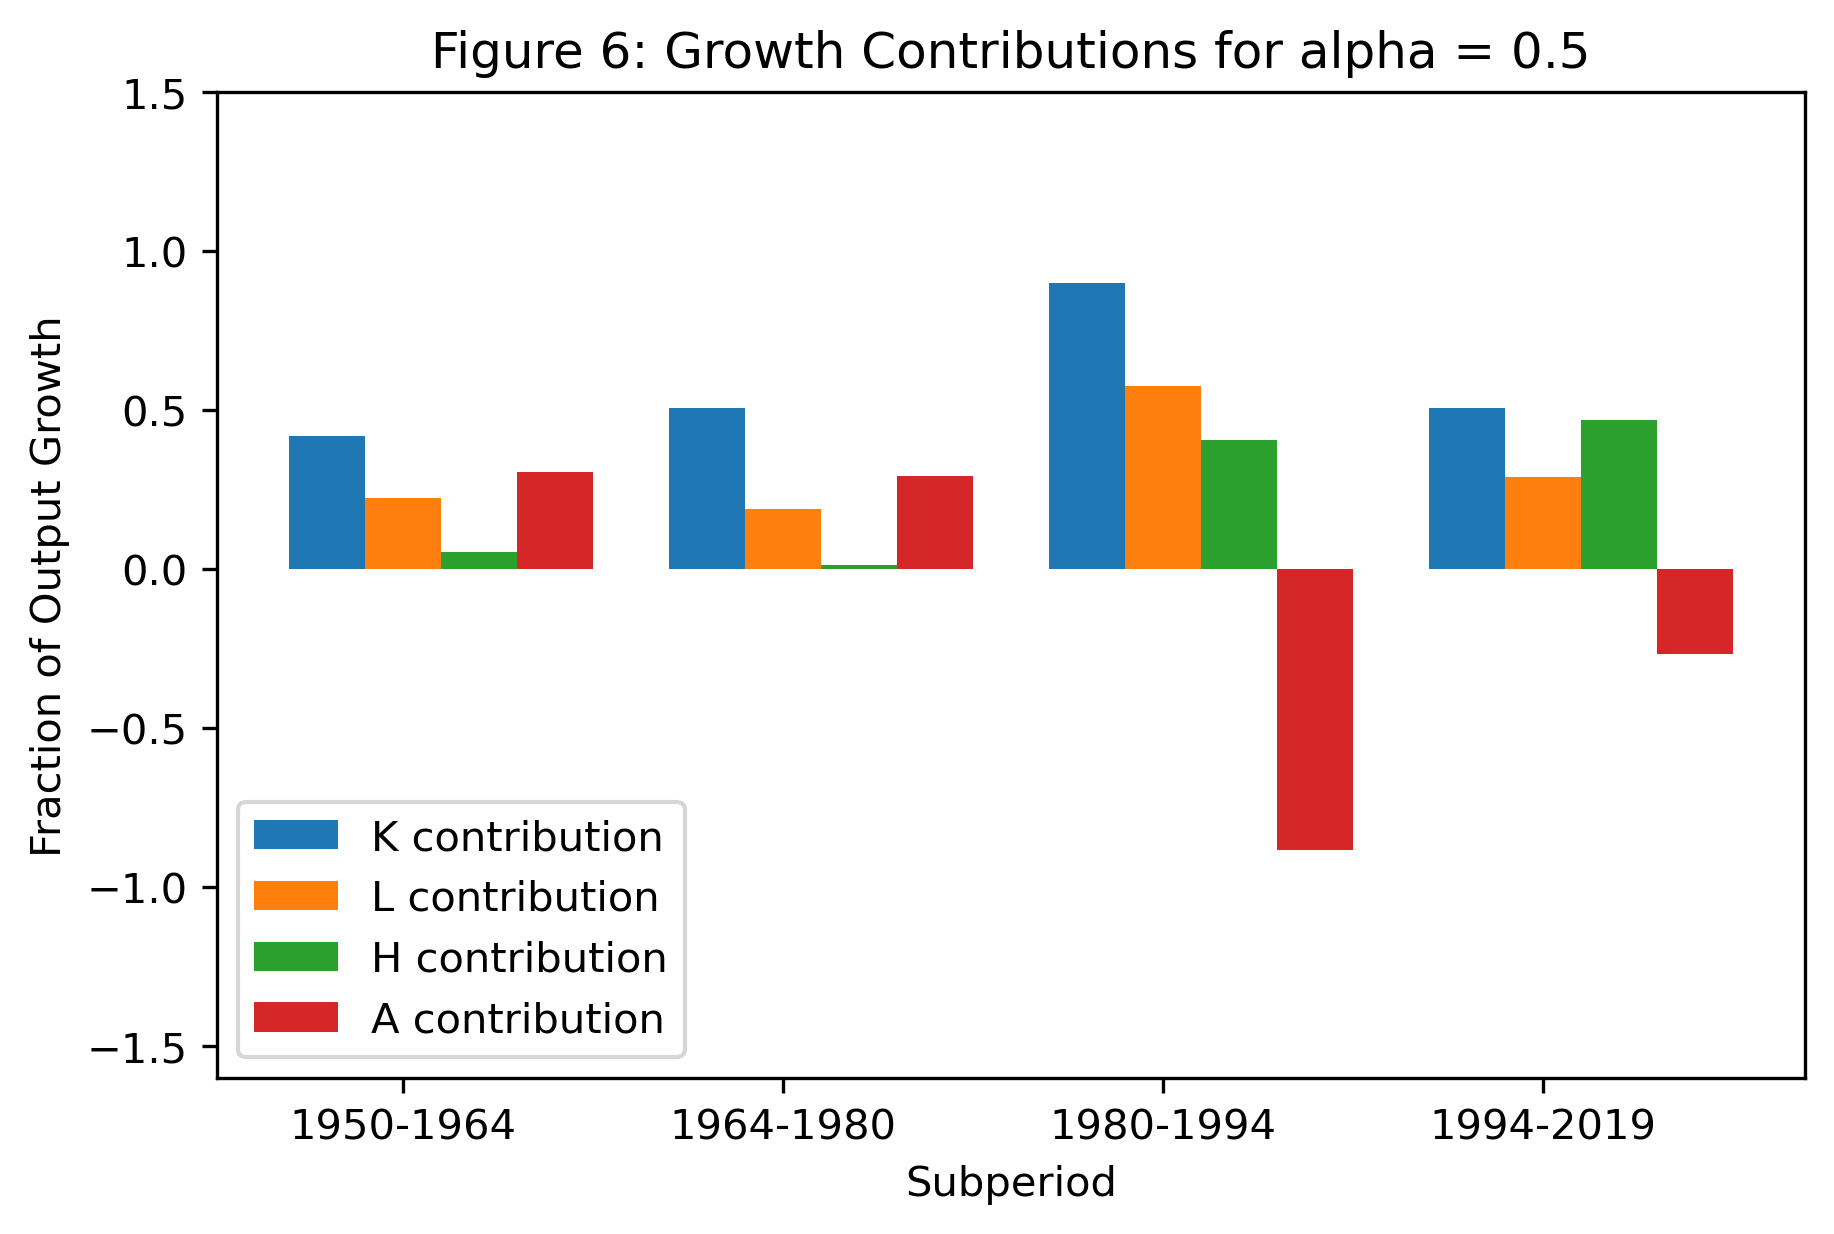 Figure 6: Growth Contributions for alpha = 0.5
1.5
1.0
0.5
0.0
−0.5
−1.0
−1.5
Fraction of Output Growth
K contribution
L contribution
H contribution
A contribution
1950-1964 1964-1980 1980-1994 1994-2019
Subperiod